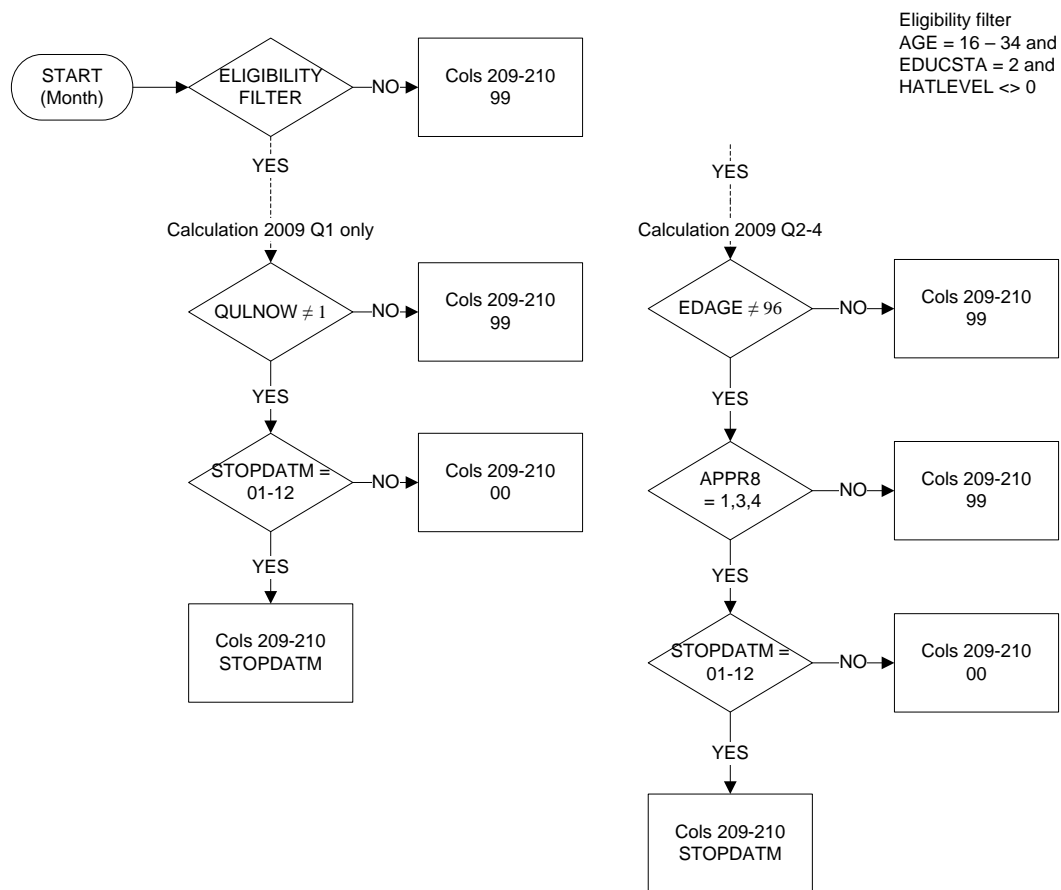 START
(Month)
ELIGIBILITY
FILTER
NO
Cols 209-210
99
Eligibility filter
AGE = 16 – 34 and
EDUCSTA = 2 and
HATLEVEL <> 0
YES
Calculation 2009 Q1 only
QULNOW ≠ 1
NO
Cols 209-210
99
YES
STOPDATM =
01-12
NO
Cols 209-210
00
YES
Cols 209-210
STOPDATM
YES
Calculation 2009 Q2-4
EDAGE ≠ 96
NO
Cols 209-210
99
YES
APPR8
= 1,3,4
NO
Cols 209-210
99
YES
STOPDATM =
01-12
NO
Cols 209-210
00
YES
Cols 209-210
STOPDATM